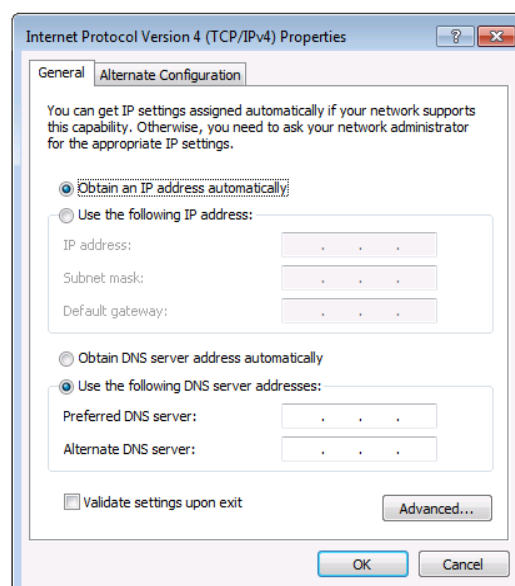 Internet Protocol Version 4 (TCP/IPv4) Properties
General
Alternate Configuration
You can get IP settings assigned automatically if your network supports
this capability. Otherwise, you need to ask your network administrator
for the appropriate IP settings.
Obtain an IP address automatically
Use the following IP address:
IP address:
Subnet mask:
Default gateway:
Obtain DNS server address automatically
Use the following DNS server addresses:
Preferred DNS server:
Alternate DNS server:
Validate settings upon exit
Advanced...
OK
Cancel